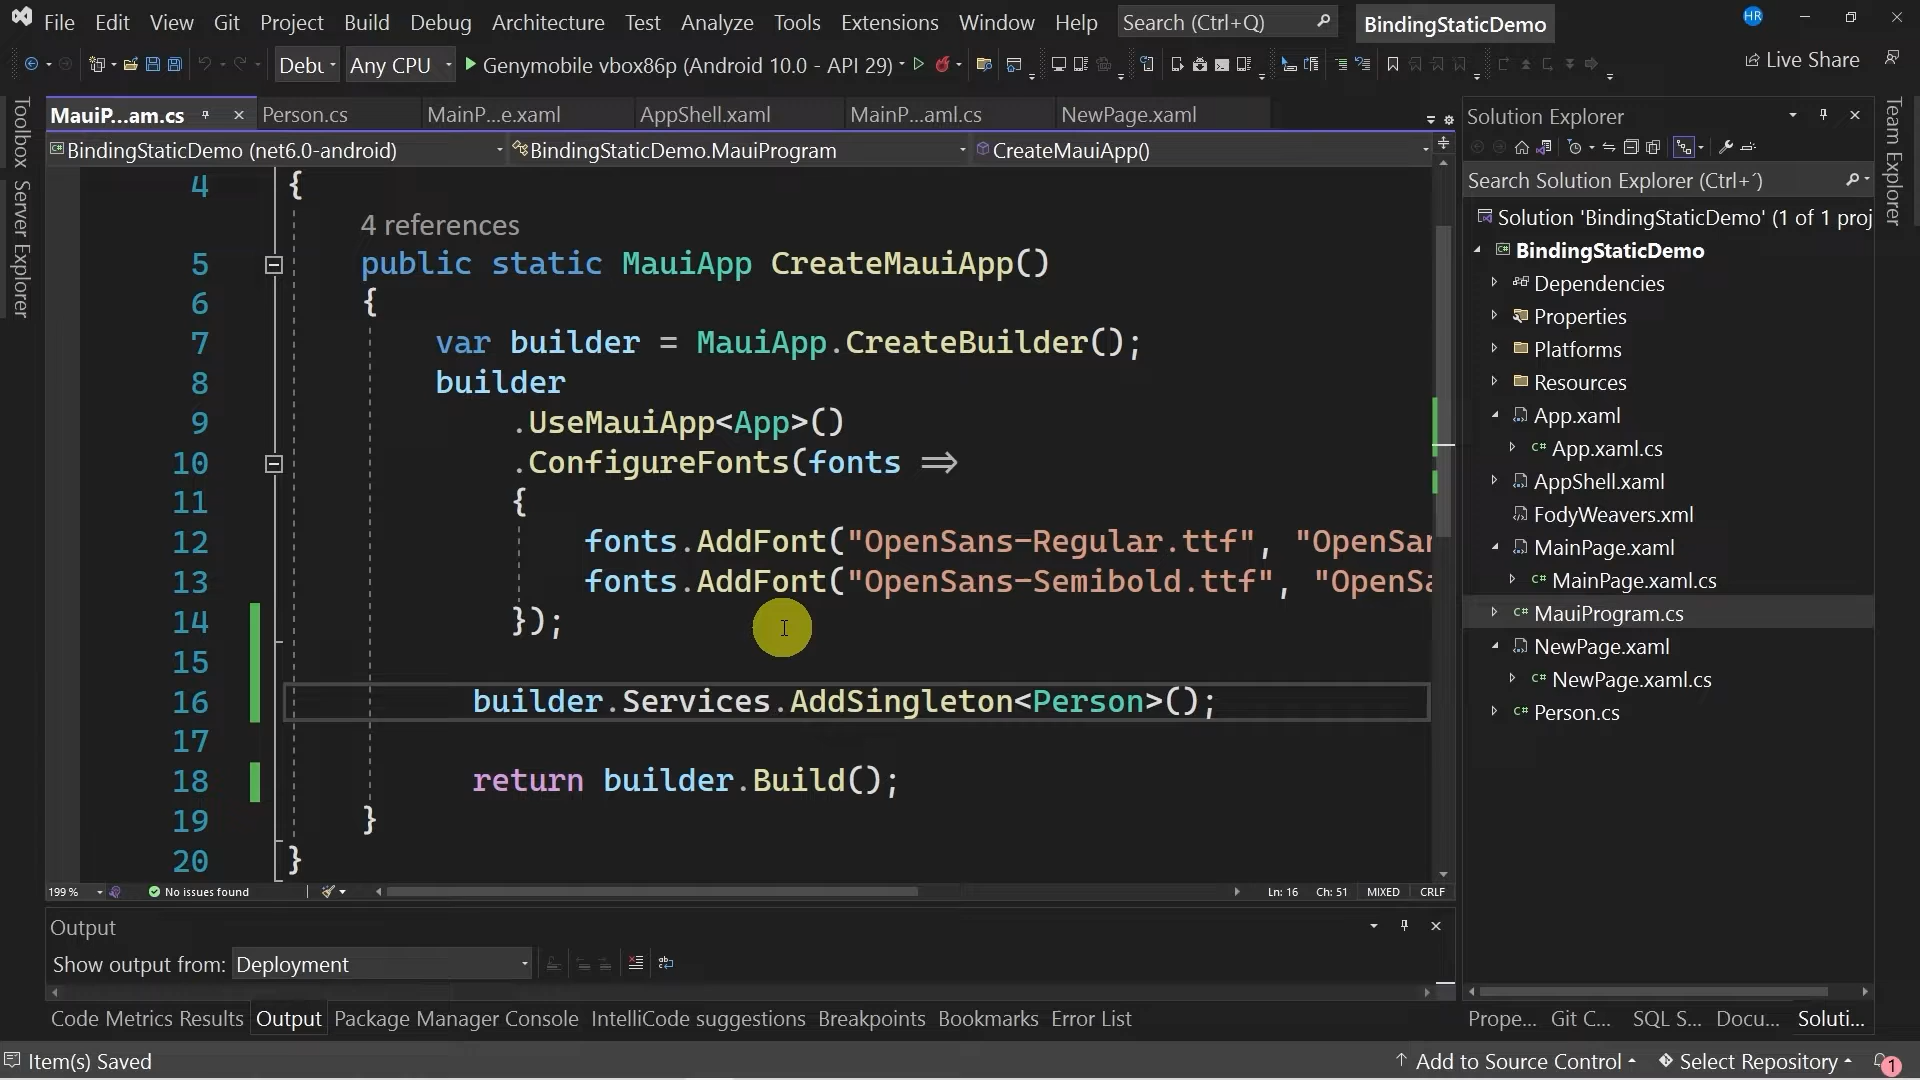 File Edit View Git Project Build Debug Architecture Test Analyze Tools Extensions Window Help Search (Ctrl+Q) BindingStaticDemo HR
Debu Any CPU Genymobile vbox86p (Android 10.0 - API 29) Live Share
Toolbox
Server Explorer
MauiP...am.cs Person.cs MainP...e.xaml AppShell.xaml MainP...aml.cs NewPage.xaml
BindingStaticDemo (net6.0-android) BindingStaticDemo.MauiProgram CreateMauiApp()
4 {
4 references
5 public static MauiApp CreateMauiApp()
6 {
7 var builder = MauiApp.CreateBuilder();
8 builder
9 .UseMauiApp<App>()
10 .ConfigureFonts(fonts =>
11 {
12 fonts.AddFont("OpenSans-Regular.ttf", "OpenSan
13 fonts.AddFont("OpenSans-Semibold.ttf", "OpenSa
14 });
15
16 builder.Services.AddSingleton<Person>();
17
18 return builder.Build();
19 }
20 }
199 % No issues found Ln: 16 Ch: 51 MIXED CRLF
Output
Show output from: Deployment
Code Metrics Results Output Package Manager Console IntelliCode suggestions Breakpoints Bookmarks Error List
Solution Explorer
Search Solution Explorer (Ctrl+´)
Solution 'BindingStaticDemo' (1 of 1 proj
BindingStaticDemo
Dependencies
Properties
Platforms
Resources
App.xaml
App.xaml.cs
AppShell.xaml
FodyWeavers.xml
MainPage.xaml
MainPage.xaml.cs
MauiProgram.cs
NewPage.xaml
NewPage.xaml.cs
Person.cs
Prope... Git C... SQL S... Docu... Soluti...
Team Explorer
Item(s) Saved Add to Source Control Select Repository 1